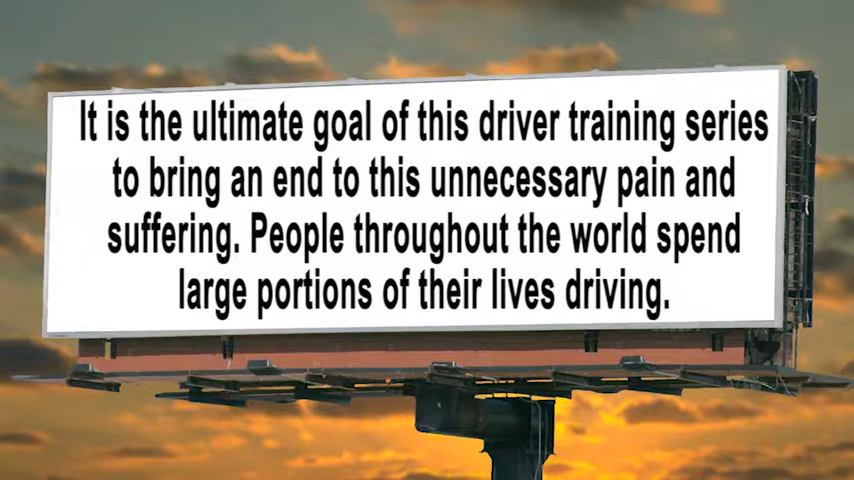 It is the ultimate goal of this driver training series
to bring an end to this unnecessary pain and
suffering. People throughout the world spend
large portions of their lives driving.